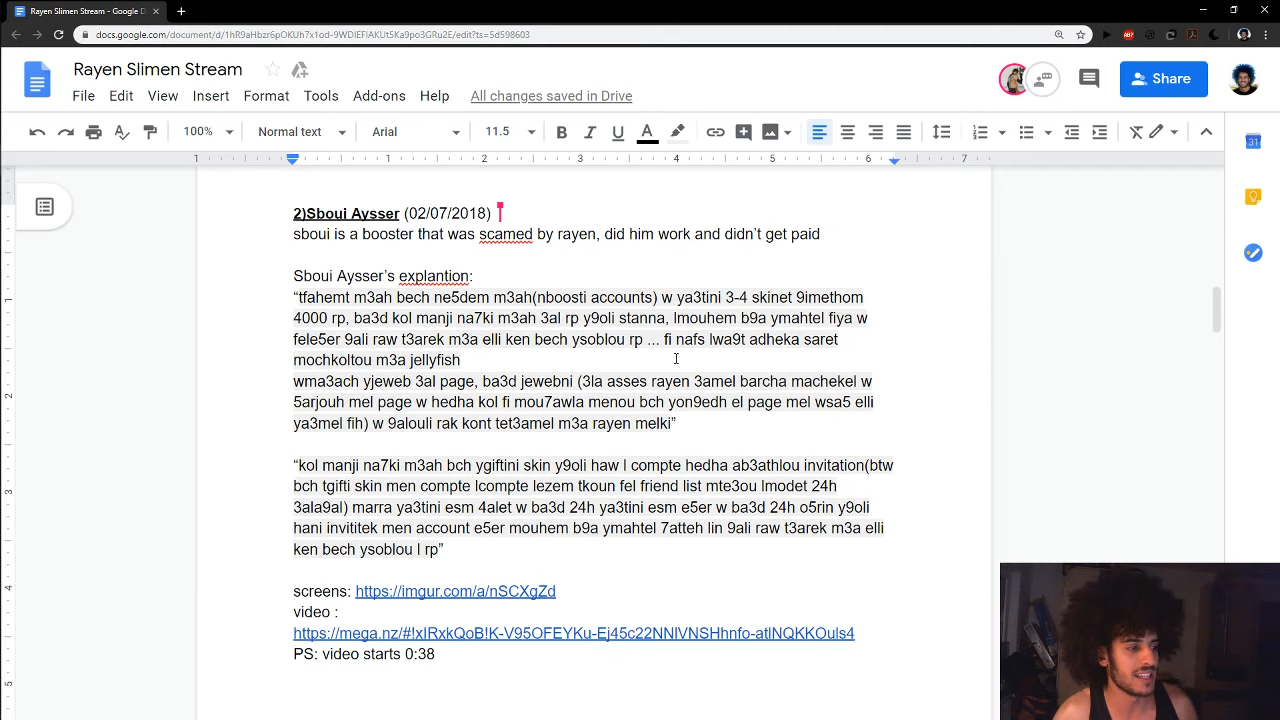 Rayen Slimen Stream - Google D
docs.google.com/document/d/1hR9aHbzr6pOKUh7x1od-9WDIEFlAKUt5Ka9po3GRu2E/edit?ts=5d598603
Rayen Slimen Stream
File Edit View Insert Format Tools Add-ons Help All changes saved in Drive
Share
100% Normal text Arial 11.5
1 1 2 3 4 5 6 7
2)Sboui Aysser (02/07/2018)
sboui is a booster that was scamed by rayen, did him work and didn’t get paid
Sboui Aysser’s explantion:
“tfahemt m3ah bech ne5dem m3ah(nboosti accounts) w ya3tini 3-4 skinet 9imethom
4000 rp, ba3d kol manji na7ki m3ah 3al rp y9oli stanna, lmouhem b9a ymahtel fiya w
fele5er 9ali raw t3arek m3a elli ken bech ysoblou rp ... fi nafs lwa9t adheka saret
mochkoltou m3a jellyfish
wma3ach yjeweb 3al page, ba3d jewebni (3la asses rayen 3amel barcha machekel w
5arjouh mel page w hedha kol fi mou7awla menou bch yon9edh el page mel wsa5 elli
ya3mel fih) w 9alouli rak kont tet3amel m3a rayen melki”
“kol manji na7ki m3ah bch ygiftini skin y9oli haw l compte hedha ab3athlou invitation(btw
bch tgifti skin men compte lcompte lezem tkoun fel friend list mte3ou lmodet 24h
3ala9al) marra ya3tini esm 4alet w ba3d 24h ya3tini esm e5er w ba3d 24h o5rin y9oli
hani invititek men account e5er mouhem b9a ymahtel 7atteh lin 9ali raw t3arek m3a elli
ken bech ysoblou l rp”
screens: https://imgur.com/a/nSCXgZd
video :
https://mega.nz/#!xIRxkQoB!K-V95OFEYKu-Ej45c22NNlVNSHhnfo-atlNQKKOuls4
PS: video starts 0:38